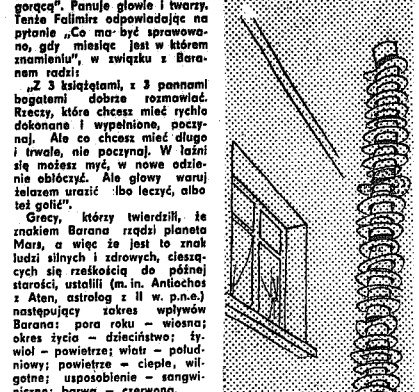 gorącą". Panuje głowie i twarzy.
Tenże Falimirz odpowiadając na
pytanie „Co ma być sprawowa-
no, gdy miesiąc jest w którem
znamieniu", w związku z Bara-
nem radzi:
„Z 3 książętami, z 3 pannami
bogatemi dobrze rozmawiać.
Rzeczy, które chcesz mieć rychło
dokonane i wypełnione, poczy-
naj. Ale co chcesz mieć długo
i trwale, nie poczynaj. W łaźni
się możesz myć, w nowe odzie-
nie obłóczyć. Ale głowy waruj
żelazem urazić lbo leczyć, albo
też golić".
Grecy, którzy twierdzili, że
znakiem Barana rządzi planeta
Mars, a więc że jest to znak
ludzi silnych i zdrowych, cieszą-
cych się rześkością do późnej
starości, ustalili (m. in. Antiochos
z Aten, astrolog z II w. p.n.e.)
następujący zakres wpływów
Barana: pora roku — wiosna;
okres życia — dzieciństwo; ży-
wioł — powietrze; wiatr — połud-
niowy; powietrze — ciepłe, wil-
gotne; usposobienie — sangwi-
niczne; barwa — czerwona.